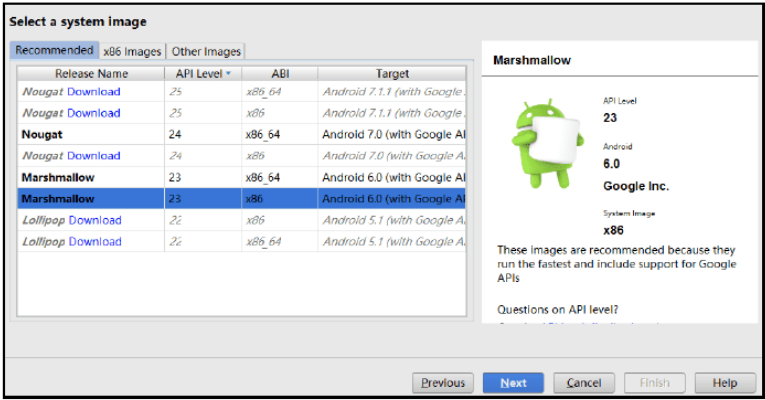 Select a system image
Recommended x86 Images Other Images
Release Name API Level ABI Target
Nougat Download 25 x86_64 Android 7.1.1 (with Google
Nougat Download 25 x86 Android 7.1.1 (with Google
Nougat 24 x86_64 Android 7.0 (with Google AI
Nougat Download 24 x86 Android 7.0 (with Google A
Marshmallow 23 x86_64 Android 6.0 (with Google AI
Marshmallow 23 x86 Android 6.0 (with Google AI
Lollipop Download 22 x86 Android 5.1 (with Google A
Lollipop Download 22 x86_64 Android 5.1 (with Google A
Marshmallow
API Level
23
Android
6.0
Google Inc.
System Image
x86
These images are recommended because they
run the fastest and include support for Google
APIs
Questions on API level?
Previous Next Cancel Finish Help